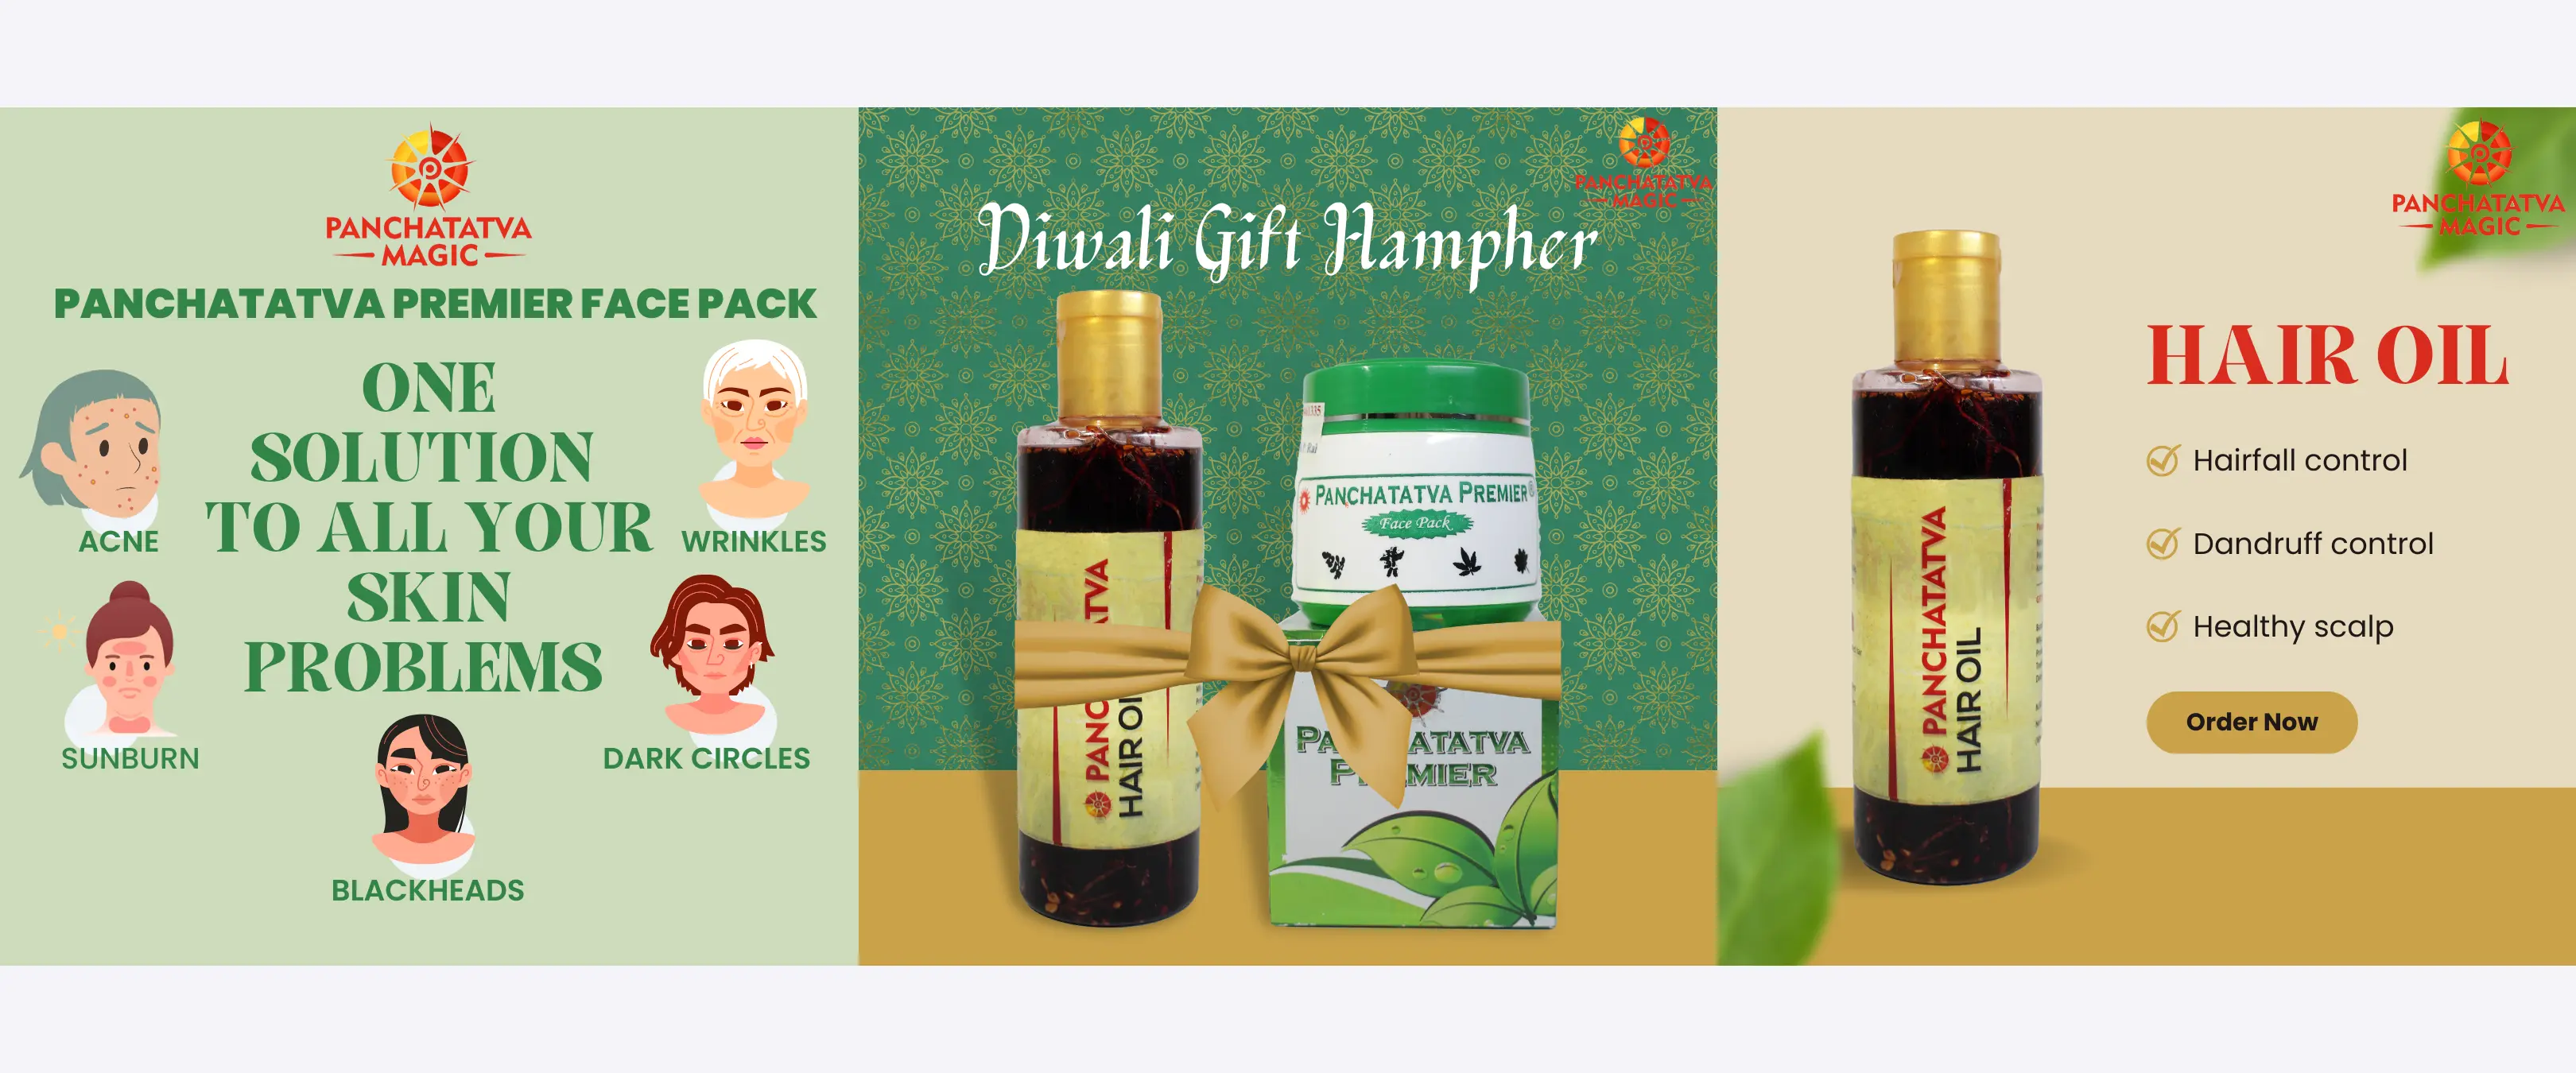 PANCHATATVA
MAGIC
PANCHATATVA PREMIER FACE PACK
ONE
SOLUTION
TO ALL YOUR
SKIN
PROBLEMS
ACNE
WRINKLES
SUNBURN
DARK CIRCLES
BLACKHEADS
PANCHATATVA
MAGIC
Diwali Gift Hampher
PANCHATATVA PREMIER®
Face Pack
HAIR OIL
PREMIER
PANCHATATVA
MAGIC
HAIR OIL
Hairfall control
Dandruff control
Healthy scalp
Order Now
PANCHATATVA
HAIR OIL